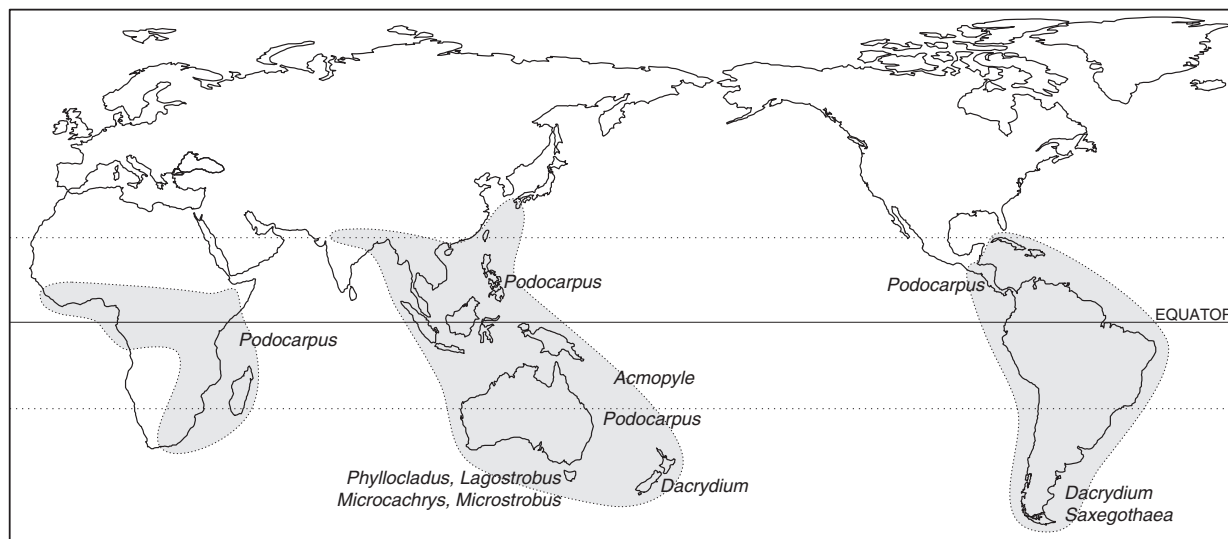 Podocarpus
Podocarpus
EQUATOR
Podocarpus
Acmopyle
Podocarpus
Phyllocladus, Lagostrobus
Microcachrys, Microstrobus
Dacrydium
Dacrydium
Saxegothaea